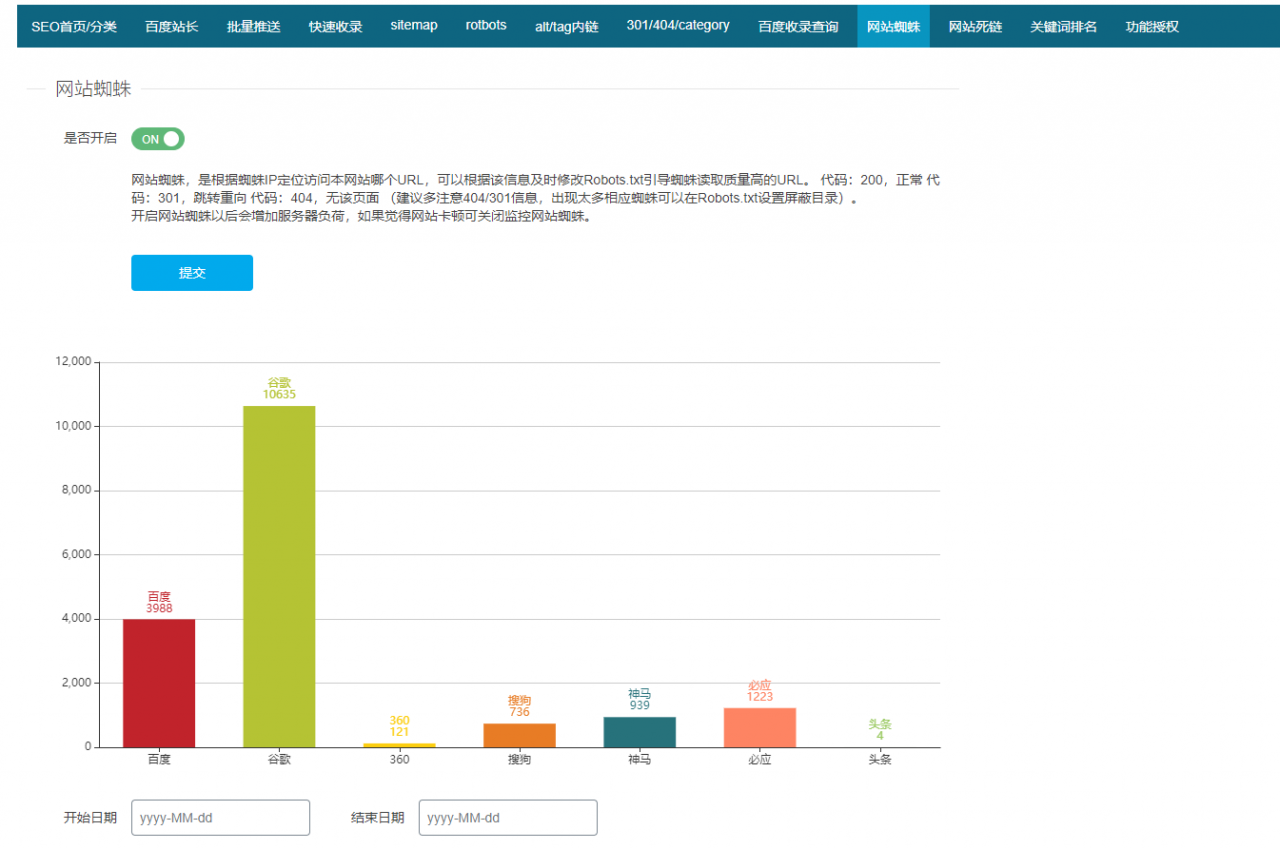 SEO首页/分类 百度站长 批量推送 快速收录 sitemap rotbots alt/tag内链 301/404/category 百度收录查询 网站蜘蛛 网站死链 关键词排名 功能授权
网站蜘蛛
是否开启 ON
网站蜘蛛，是根据蜘蛛IP定位访问本网站哪个URL，可以根据该信息及时修改Robots.txt引导蜘蛛读取质量高的URL。 代码：200，正常 代
码：301，跳转重向 代码：404，无该页面 （建议多注意404/301信息，出现太多相应蜘蛛可以在Robots.txt设置屏蔽目录）。
开启网站蜘蛛以后会增加服务器负荷，如果觉得网站卡顿可关闭监控网站蜘蛛。
提交
12,000
谷歌
10635
10,000
8,000
6,000
百度
3988
4,000
2,000
360
121
搜狗
736
神马
939
必应
1223
头条
4
0
百度 谷歌 360 搜狗 神马 必应 头条
开始日期 yyyy-MM-dd 结束日期 yyyy-MM-dd